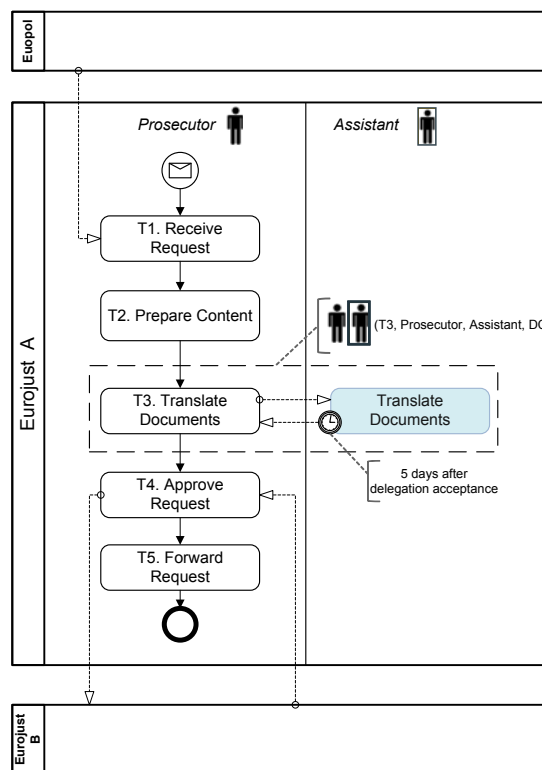 Euopol
Eurojust A
Prosecutor
Assistant
T1. Receive
Request
T2. Prepare Content
(T3, Prosecutor, Assistant, DC
T3. Translate
Documents
Translate
Documents
5 days after
delegation acceptance
T4. Approve
Request
T5. Forward
Request
Eurojust
B